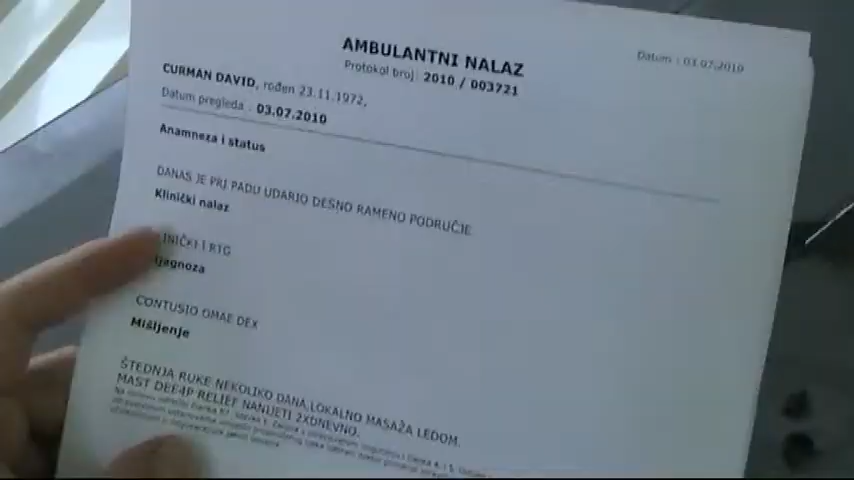 Datum : 03.07.2010
AMBULANTNI NALAZ
Protokol broj: 2010 / 003721
CURMAN DAVID, rođen 23.11.1972,
Datum pregleda : 03.07.2010
Anamneza i status
DANAS JE PRI PADU UDARIO DESNO RAMENO PODRUČJE
Klinički nalaz
LINIČKI I RTG
ijagnoza
CONTUSIO OMAE DEX
Mišljenje
ŠTEDNJA RUKE NEKOLIKO DANA,LOKALNO MASAŽA LEDOM.
MAST DEE4P RELIEF NANIJETI 2XDNEVNO.